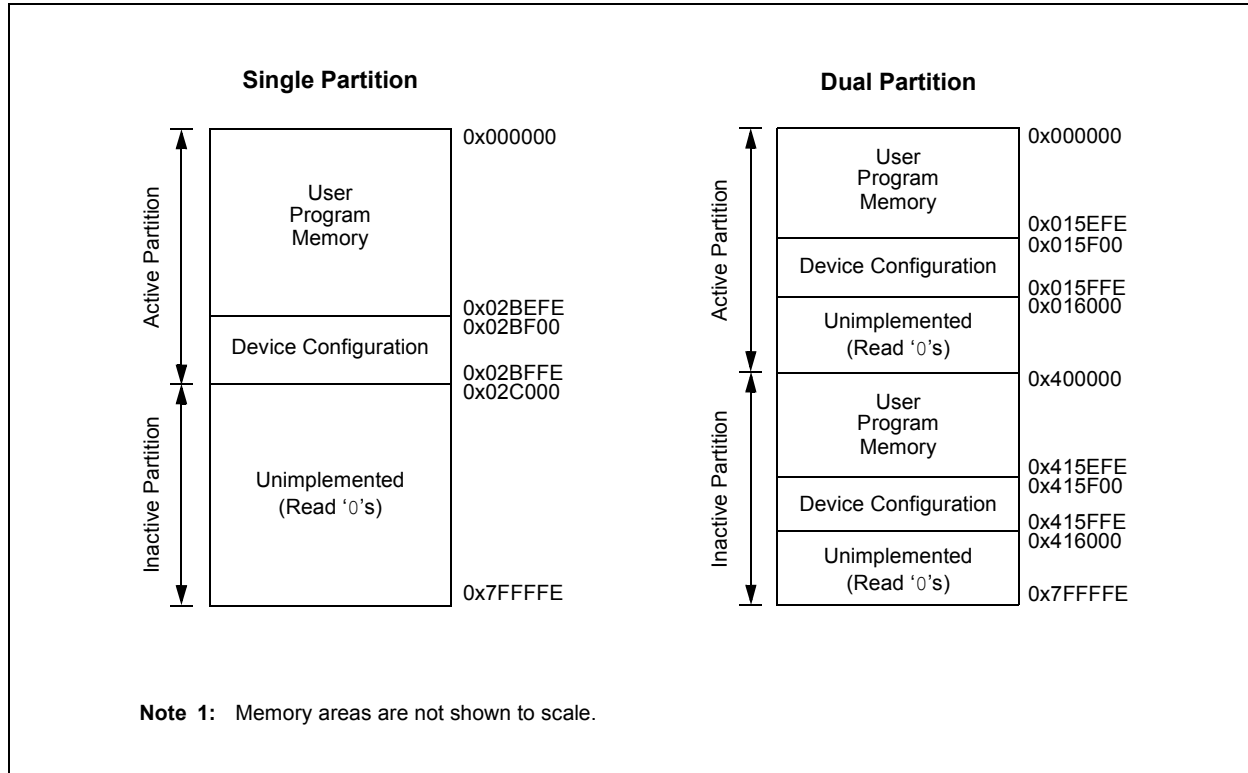 Single Partition
Active Partition
Inactive Partition
User
Program
Memory
Device Configuration
Unimplemented
(Read ‘0’s)
0x000000
0x02BEFE
0x02BF00
0x02BFFE
0x02C000
0x7FFFFE
Dual Partition
Active Partition
Inactive Partition
User
Program
Memory
Device Configuration
Unimplemented
(Read ‘0’s)
User
Program
Memory
Device Configuration
Unimplemented
(Read ‘0’s)
0x000000
0x015EFE
0x015F00
0x015FFE
0x016000
0x400000
0x415EFE
0x415F00
0x415FFE
0x416000
0x7FFFFE
Note 1: Memory areas are not shown to scale.